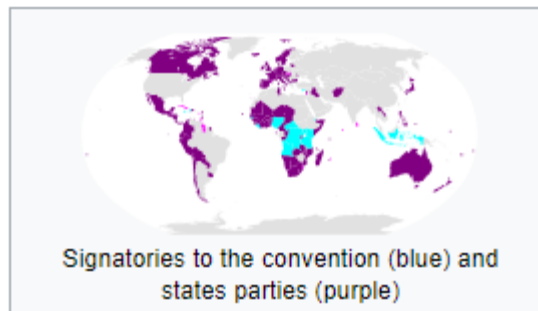 Signatories to the convention (blue) and
states parties (purple)